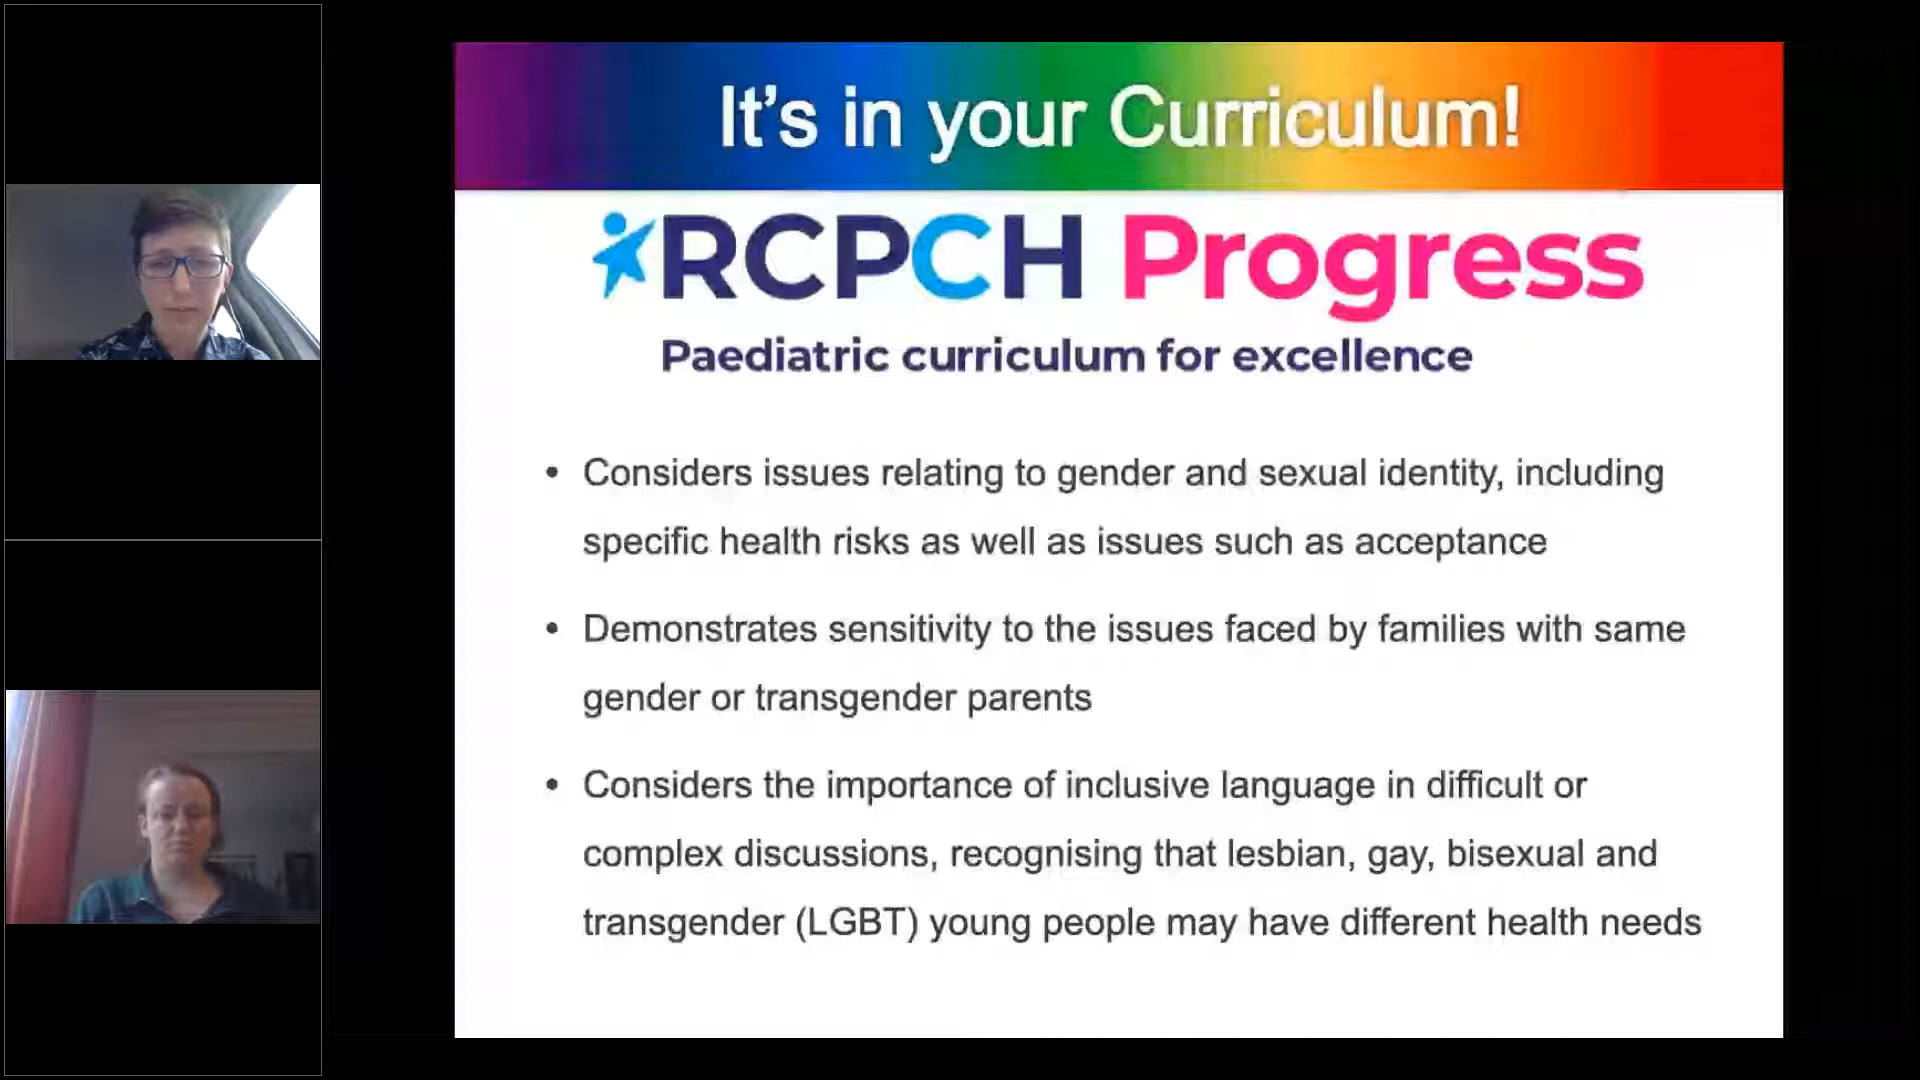 It's in your Curriculum!
RCPCH Progress
Paediatric curriculum for excellence
• Considers issues relating to gender and sexual identity, including
specific health risks as well as issues such as acceptance
• Demonstrates sensitivity to the issues faced by families with same
gender or transgender parents
• Considers the importance of inclusive language in difficult or
complex discussions, recognising that lesbian, gay, bisexual and
transgender (LGBT) young people may have different health needs